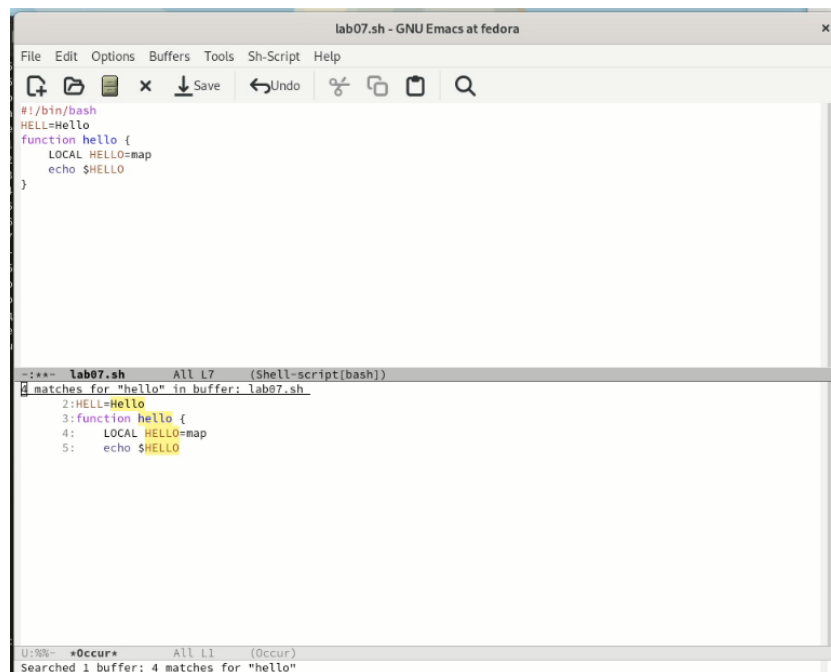 lab07.sh - GNU Emacs at fedora ×
File Edit Options Buffers Tools Sh-Script Help
Save Undo
#!/bin/bash
HELL=Hello
function hello {
    LOCAL HELLO=map
    echo $HELLO
}
-:**- lab07.sh All L7 (Shell-script[bash])
4 matches for "hello" in buffer: lab07.sh
2:HELL=Hello
3:function hello {
4:    LOCAL HELLO=map
5:    echo $HELLO
U:%%- *Occur* All L1 (Occur)
Searched 1 buffer; 4 matches for "hello"